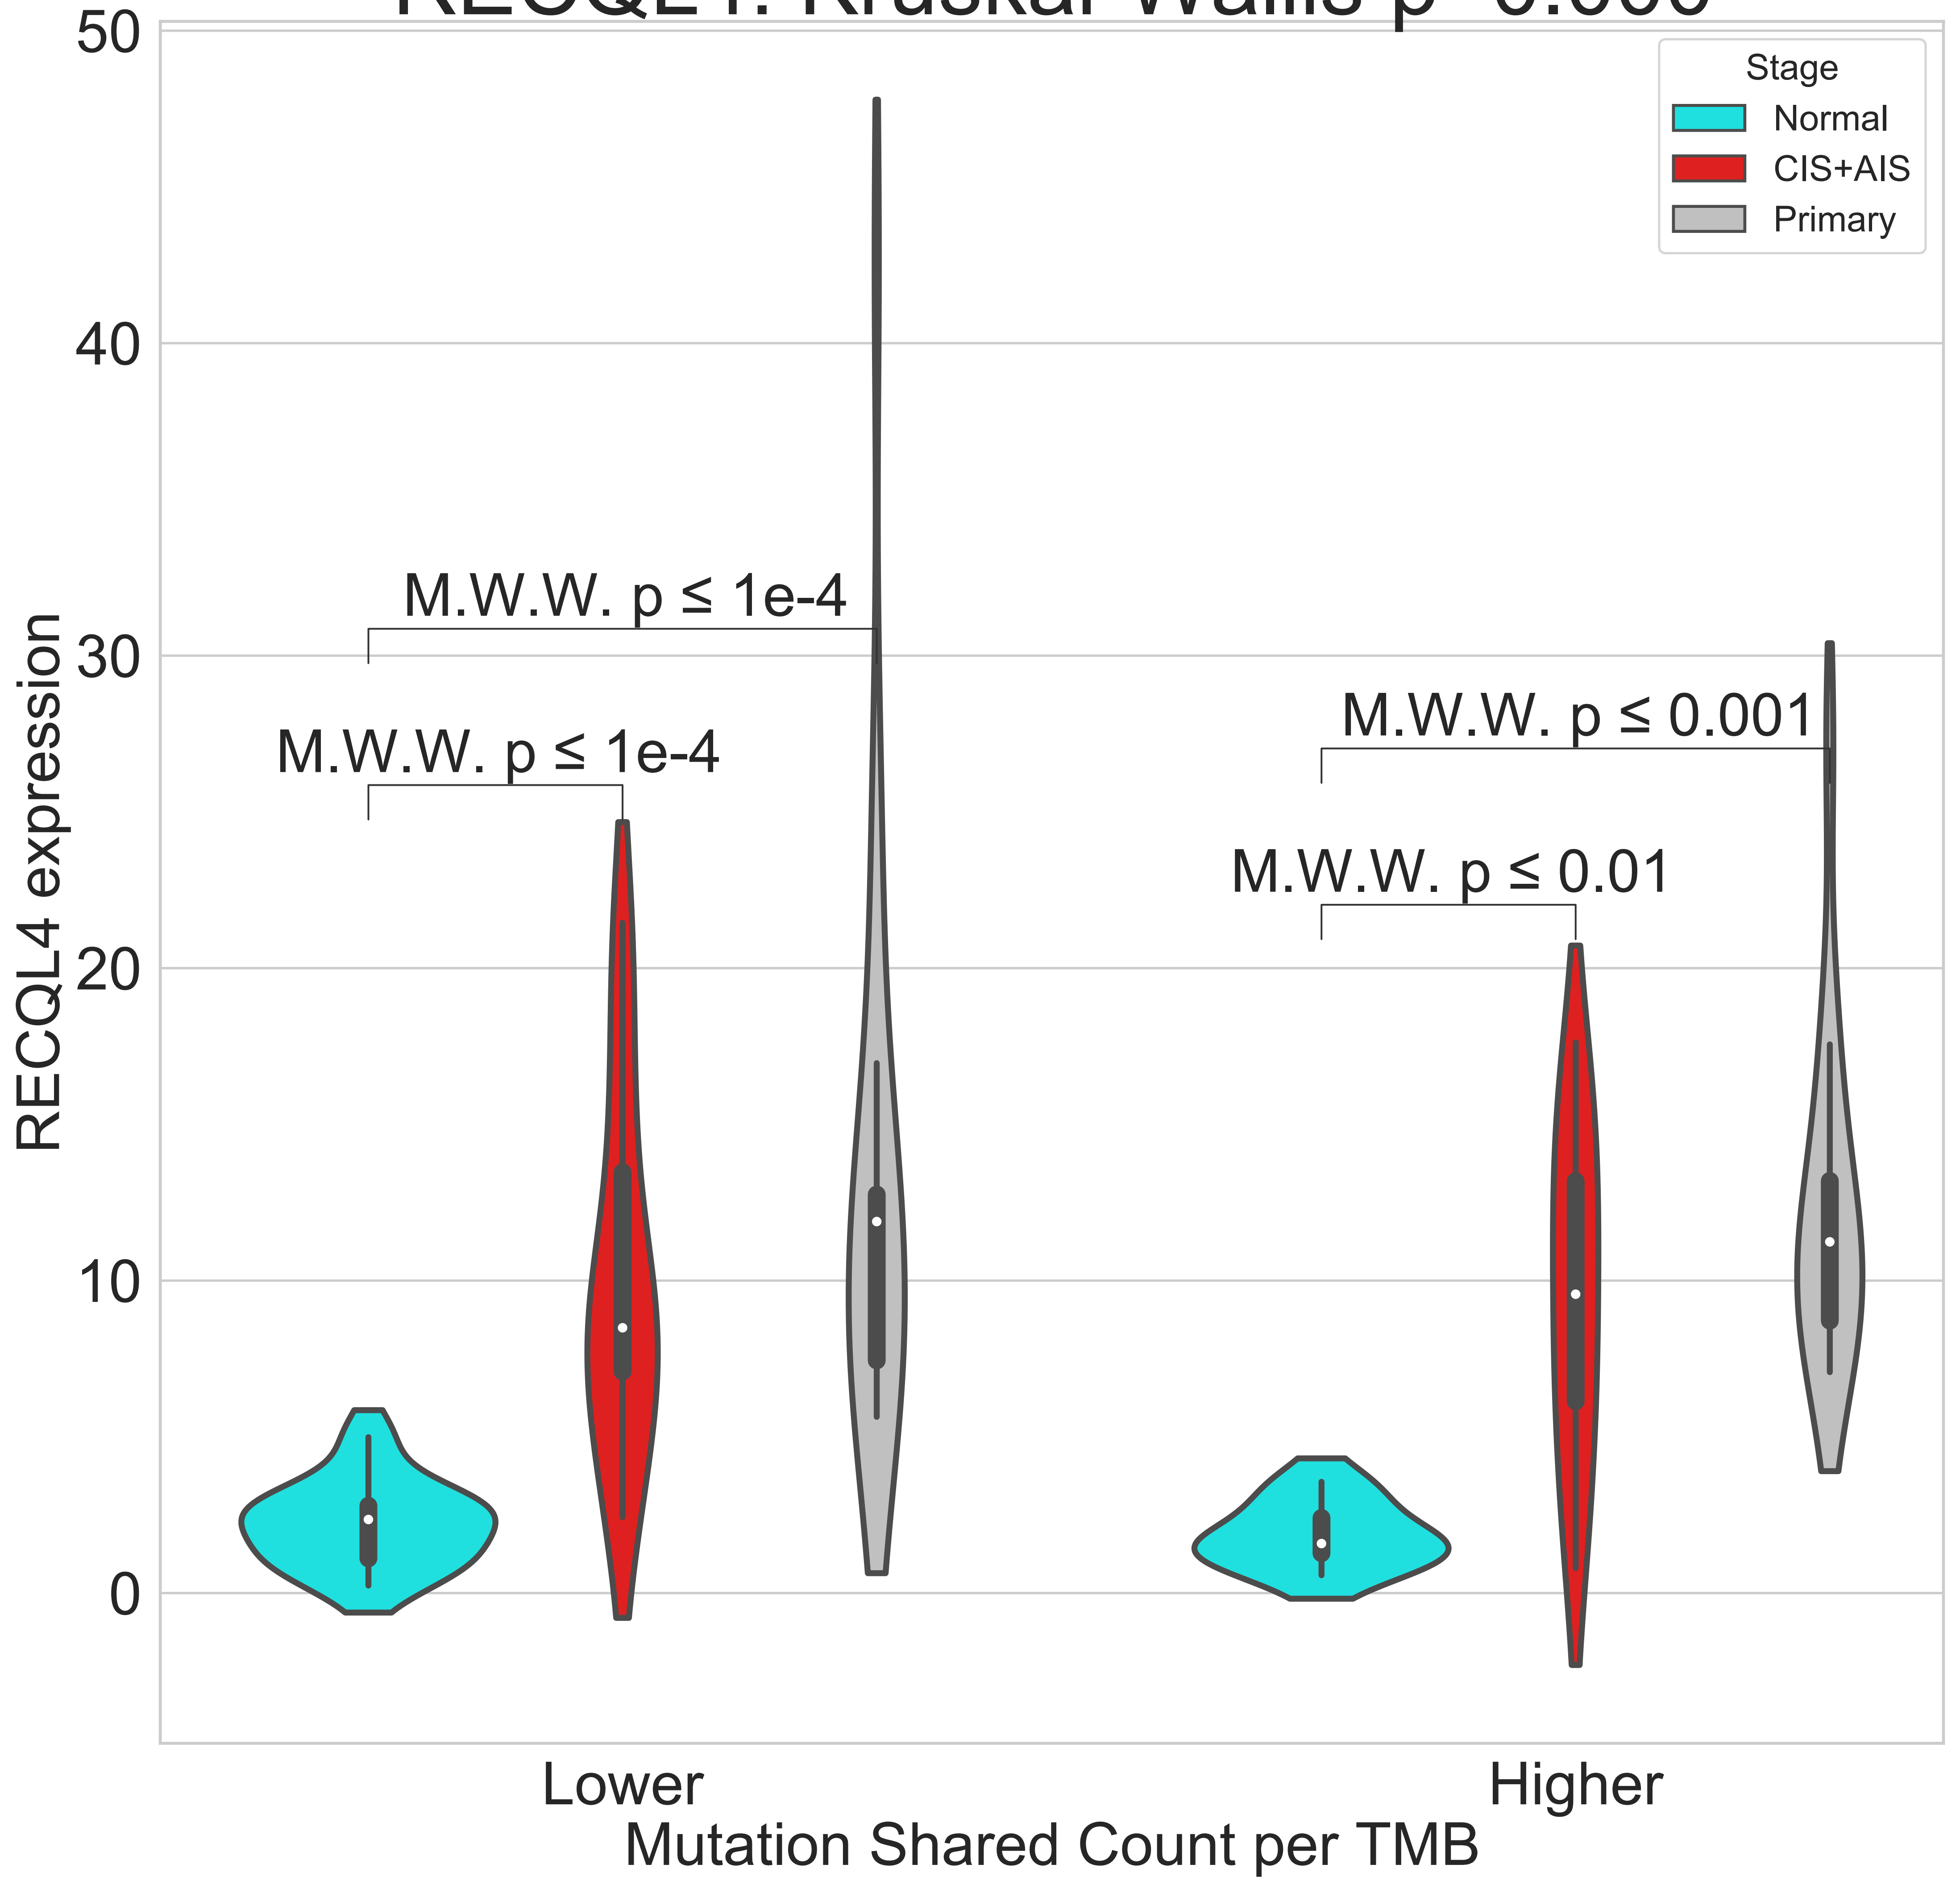 50
40
30
20
10
0
RECQL4 expression
Stage
Normal
CIS+AIS
Primary
M.W.W. p ≤ 1e-4
M.W.W. p ≤ 1e-4
M.W.W. p ≤ 0.001
M.W.W. p ≤ 0.01
Lower
Higher
Mutation Shared Count per TMB